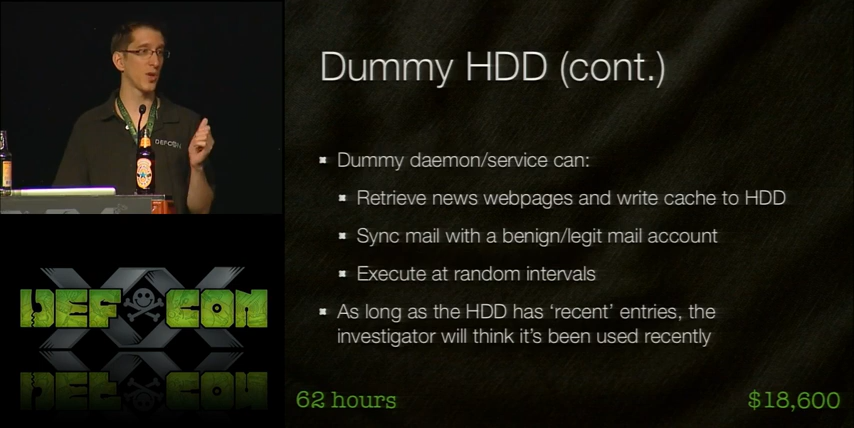 Dummy HDD (cont.)
Dummy daemon/service can:
Retrieve news webpages and write cache to HDD
Sync mail with a benign/legit mail account
Execute at random intervals
As long as the HDD has ‘recent’ entries, the
investigator will think it’s been used recently
62 hours
$18,600
DEFCON
XX
DEF CON